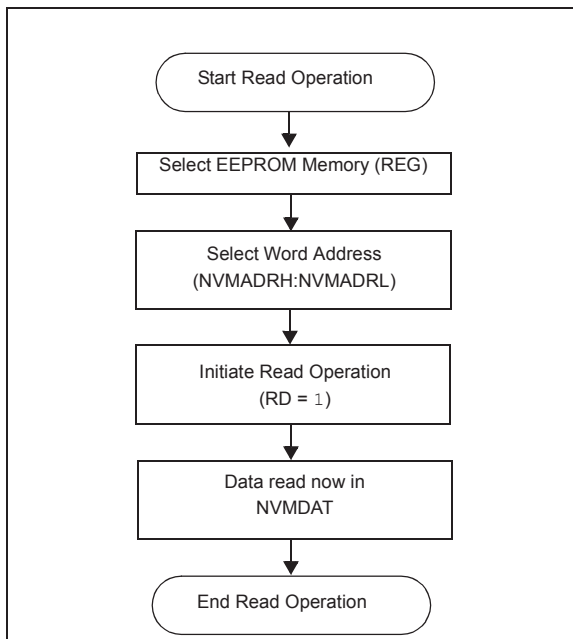 Start Read Operation
Select EEPROM Memory (REG)
Select Word Address
(NVMADRH:NVMADRL)
Initiate Read Operation
(RD = 1)
Data read now in
NVMDAT
End Read Operation